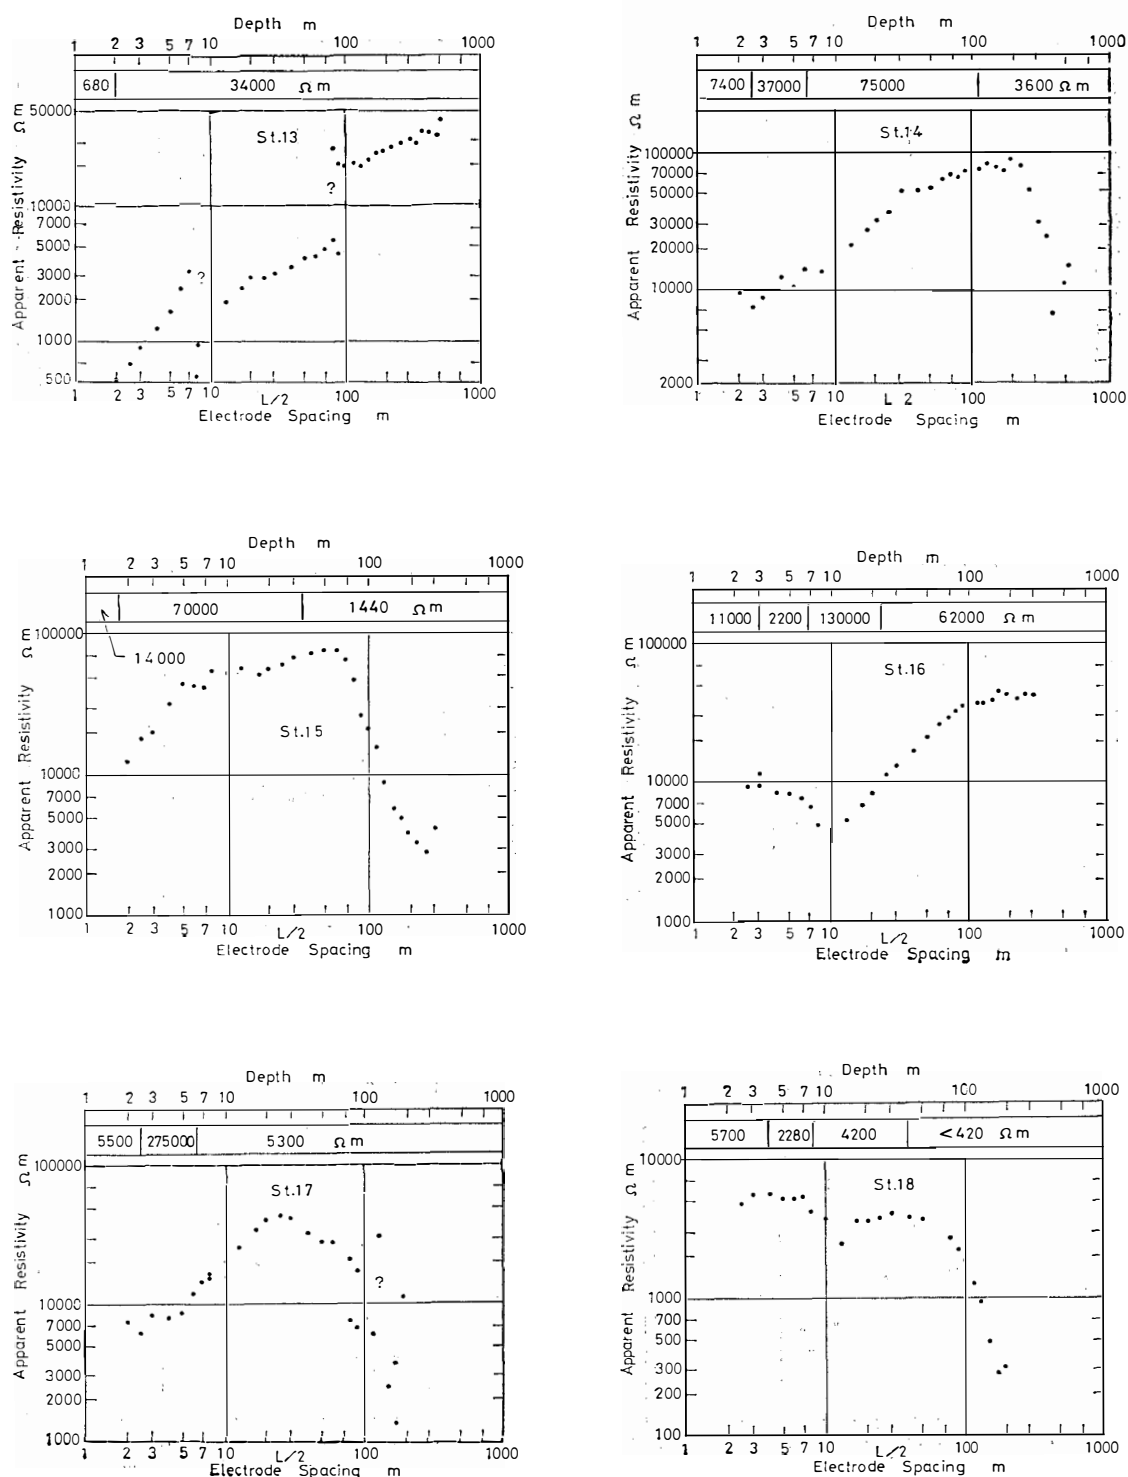 Depth m
1 2 3 5 7 10 100 1000
680 34000 Ω m
50000
St.13
?
10000
7000
5000
3000
?
2000
1000
500
Apparent Resistivity Ω m
1 2 3 5 7 10 L/2 100 1000
Electrode Spacing m
Depth m
1 2 3 5 7 10 100 1000
7400 37000 75000 3600 Ω m
St.14
100000
70000
50000
30000
20000
10000
2000
Apparent Resistivity Ω m
1 2 3 5 7 10 L 2 100 1000
Electrode Spacing m
Depth m
1 2 3 5 7 10 100 1000
70000 1440 Ω m
100000
14000
St.15
10000
7000
5000
3000
2000
1000
Apparent Resistivity Ω m
1 2 3 5 7 10 L/2 100 1000
Electrode Spacing m
Depth m
1 2 3 5 7 10 100 1000
11000 2200 130000 62000 Ω m
100000
St.16
10000
7000
5000
3000
2000
1000
Apparent Resistivity Ω m
1 2 3 5 7 10 L/2 100 1000
Electrode Spacing m
Depth m
1 2 3 5 7 10 100 1000
5500 275000 5300 Ω m
100000
St.17
?
10000
7000
5000
3000
2000
1000
Apparent Resistivity Ω m
1 2 3 5 7 10 L/2 100 1000
Electrode Spacing m
Depth m
1 2 3 5 7 10 100 1000
5700 2280 4200 <420 Ω m
10000
St.18
1000
700
500
300
200
100
Apparent Resistivity Ω m
1 2 3 5 7 10 L/2 100 1000
Electrode Spacing m